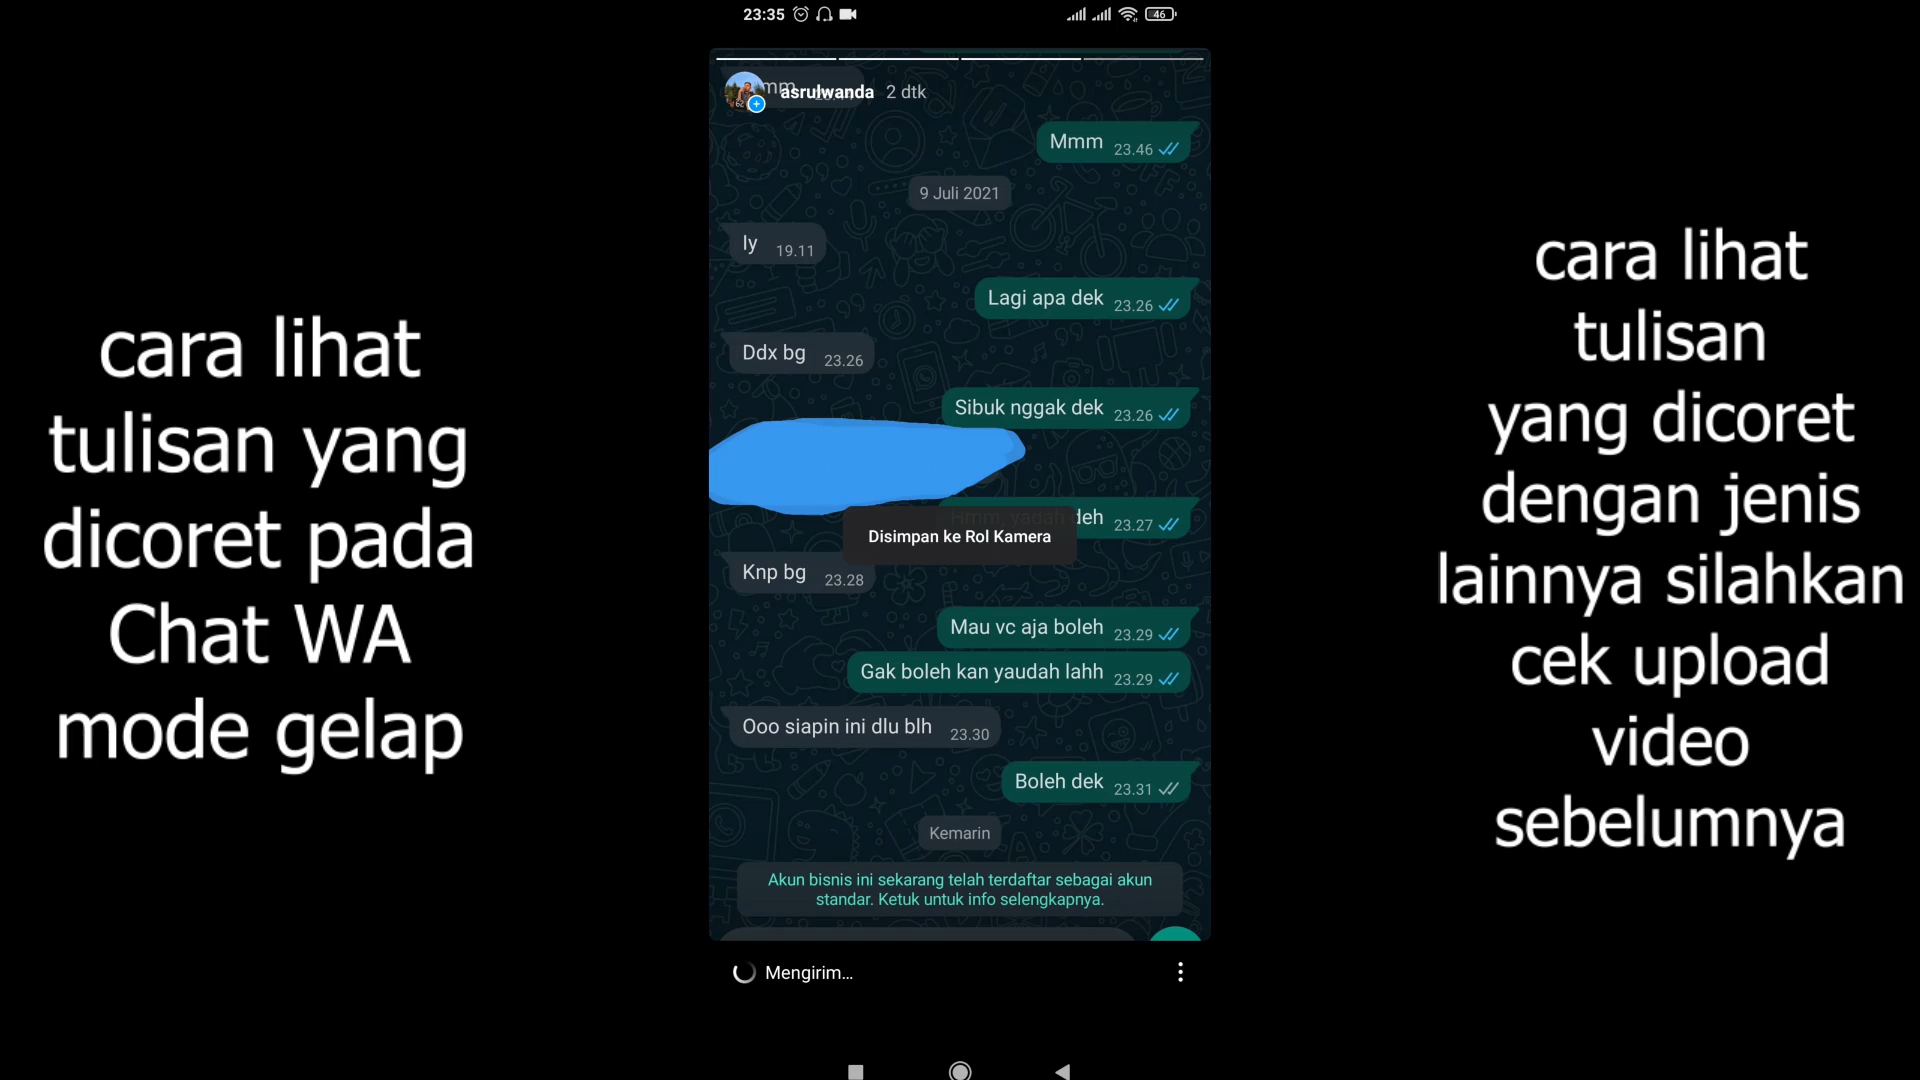 23:35
46
asrulwanda 2 dtk
Mmm 23.46
9 Juli 2021
Iy 19.11
Lagi apa dek 23.26
Ddx bg 23.26
Sibuk nggak dek 23.26
Hmm, yadah deh 23.27
Disimpan ke Rol Kamera
Knp bg 23.28
Mau vc aja boleh 23.29
Gak boleh kan yaudah lahh 23.29
Ooo siapin ini dlu blh 23.30
Boleh dek 23.31
Kemarin
Akun bisnis ini sekarang telah terdaftar sebagai akun
standar. Ketuk untuk info selengkapnya.
Mengirim...
cara lihat
tulisan yang
dicoret pada
Chat WA
mode gelap
cara lihat
tulisan
yang dicoret
dengan jenis
lainnya silahkan
cek upload
video
sebelumnya